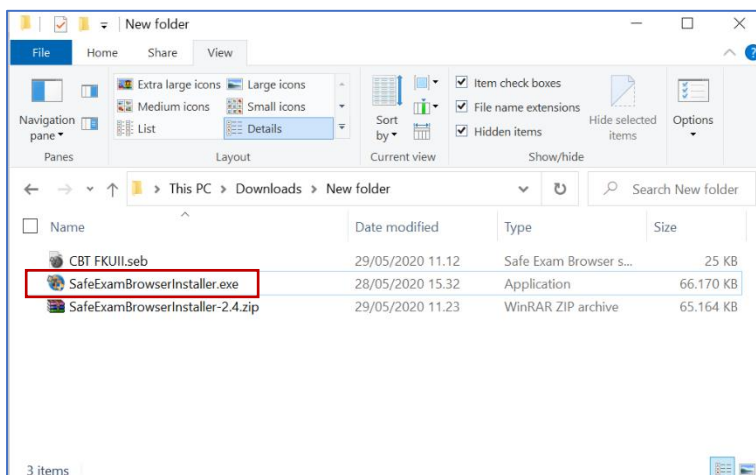 New folder
File Home Share View
Navigation pane
Extra large icons Large icons
Medium icons Small icons
List Details
Sort by
Item check boxes
File name extensions
Hidden items
Hide selected items
Options
Panes Layout Current view Show/hide
This PC > Downloads > New folder
Search New folder
Name Date modified Type Size
CBT FKUII.seb 29/05/2020 11.12 Safe Exam Browser s... 25 KB
SafeExamBrowserInstaller.exe 28/05/2020 15.32 Application 66.170 KB
SafeExamBrowserInstaller-2.4.zip 29/05/2020 11.23 WinRAR ZIP archive 65.164 KB
3 items